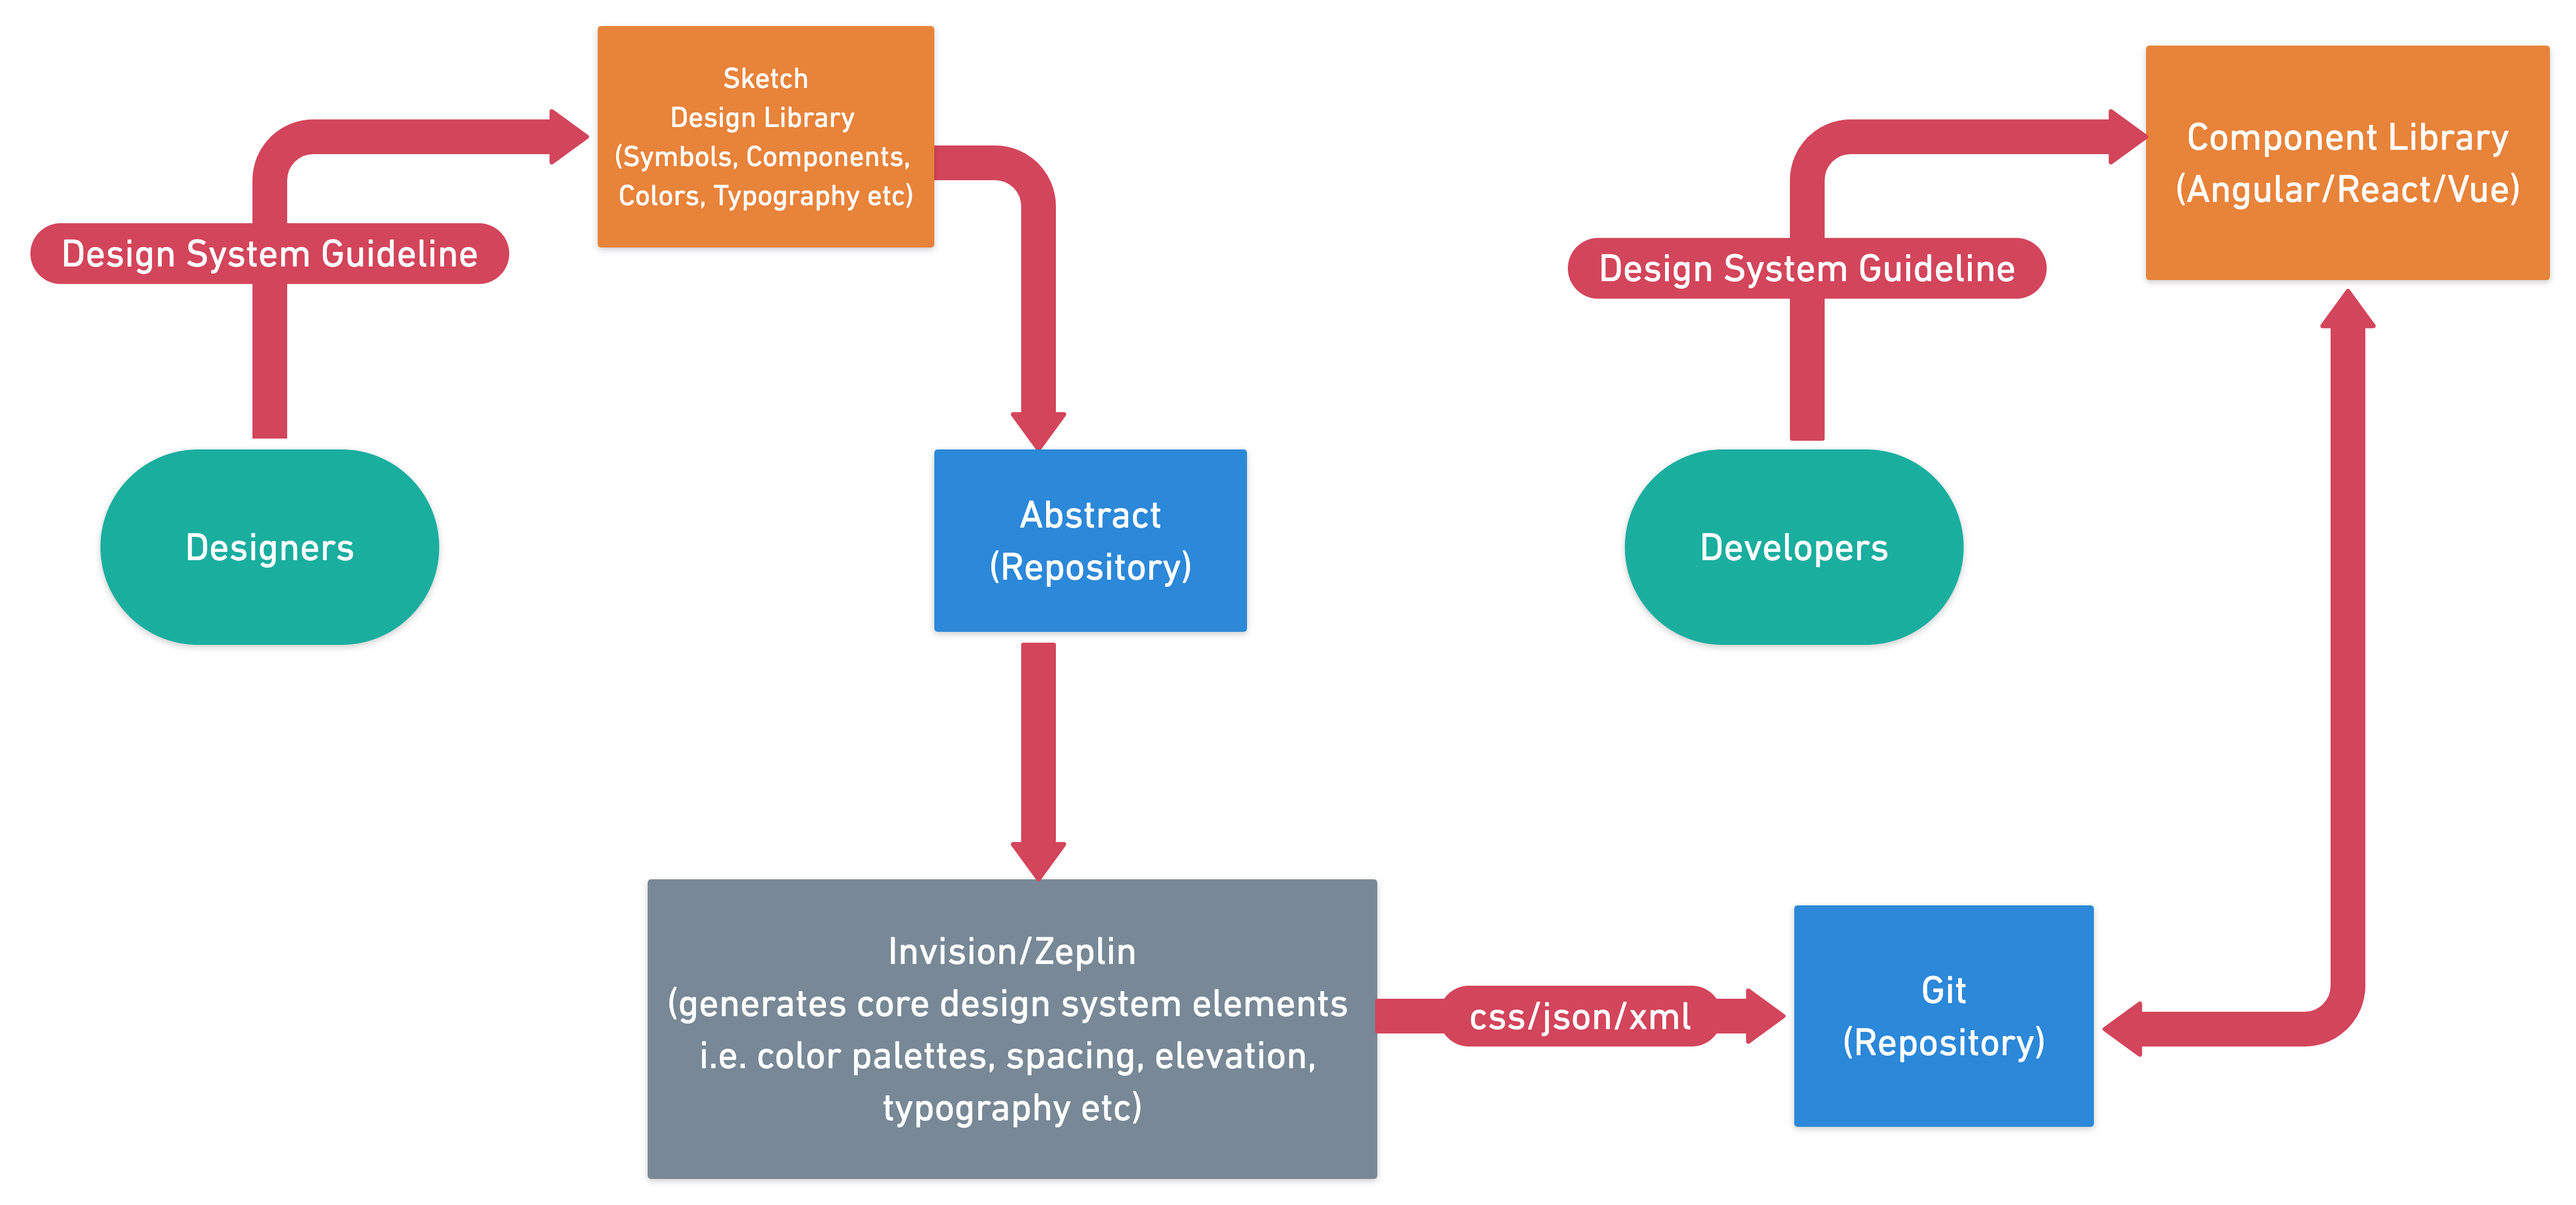 Sketch
Design Library
(Symbols, Components,
Colors, Typography etc)
Design System Guideline
Designers
Abstract
(Repository)
Invision/Zeplin
(generates core design system elements
i.e. color palettes, spacing, elevation,
typography etc)
css/json/xml
Git
(Repository)
Component Library
(Angular/React/Vue)
Design System Guideline
Developers